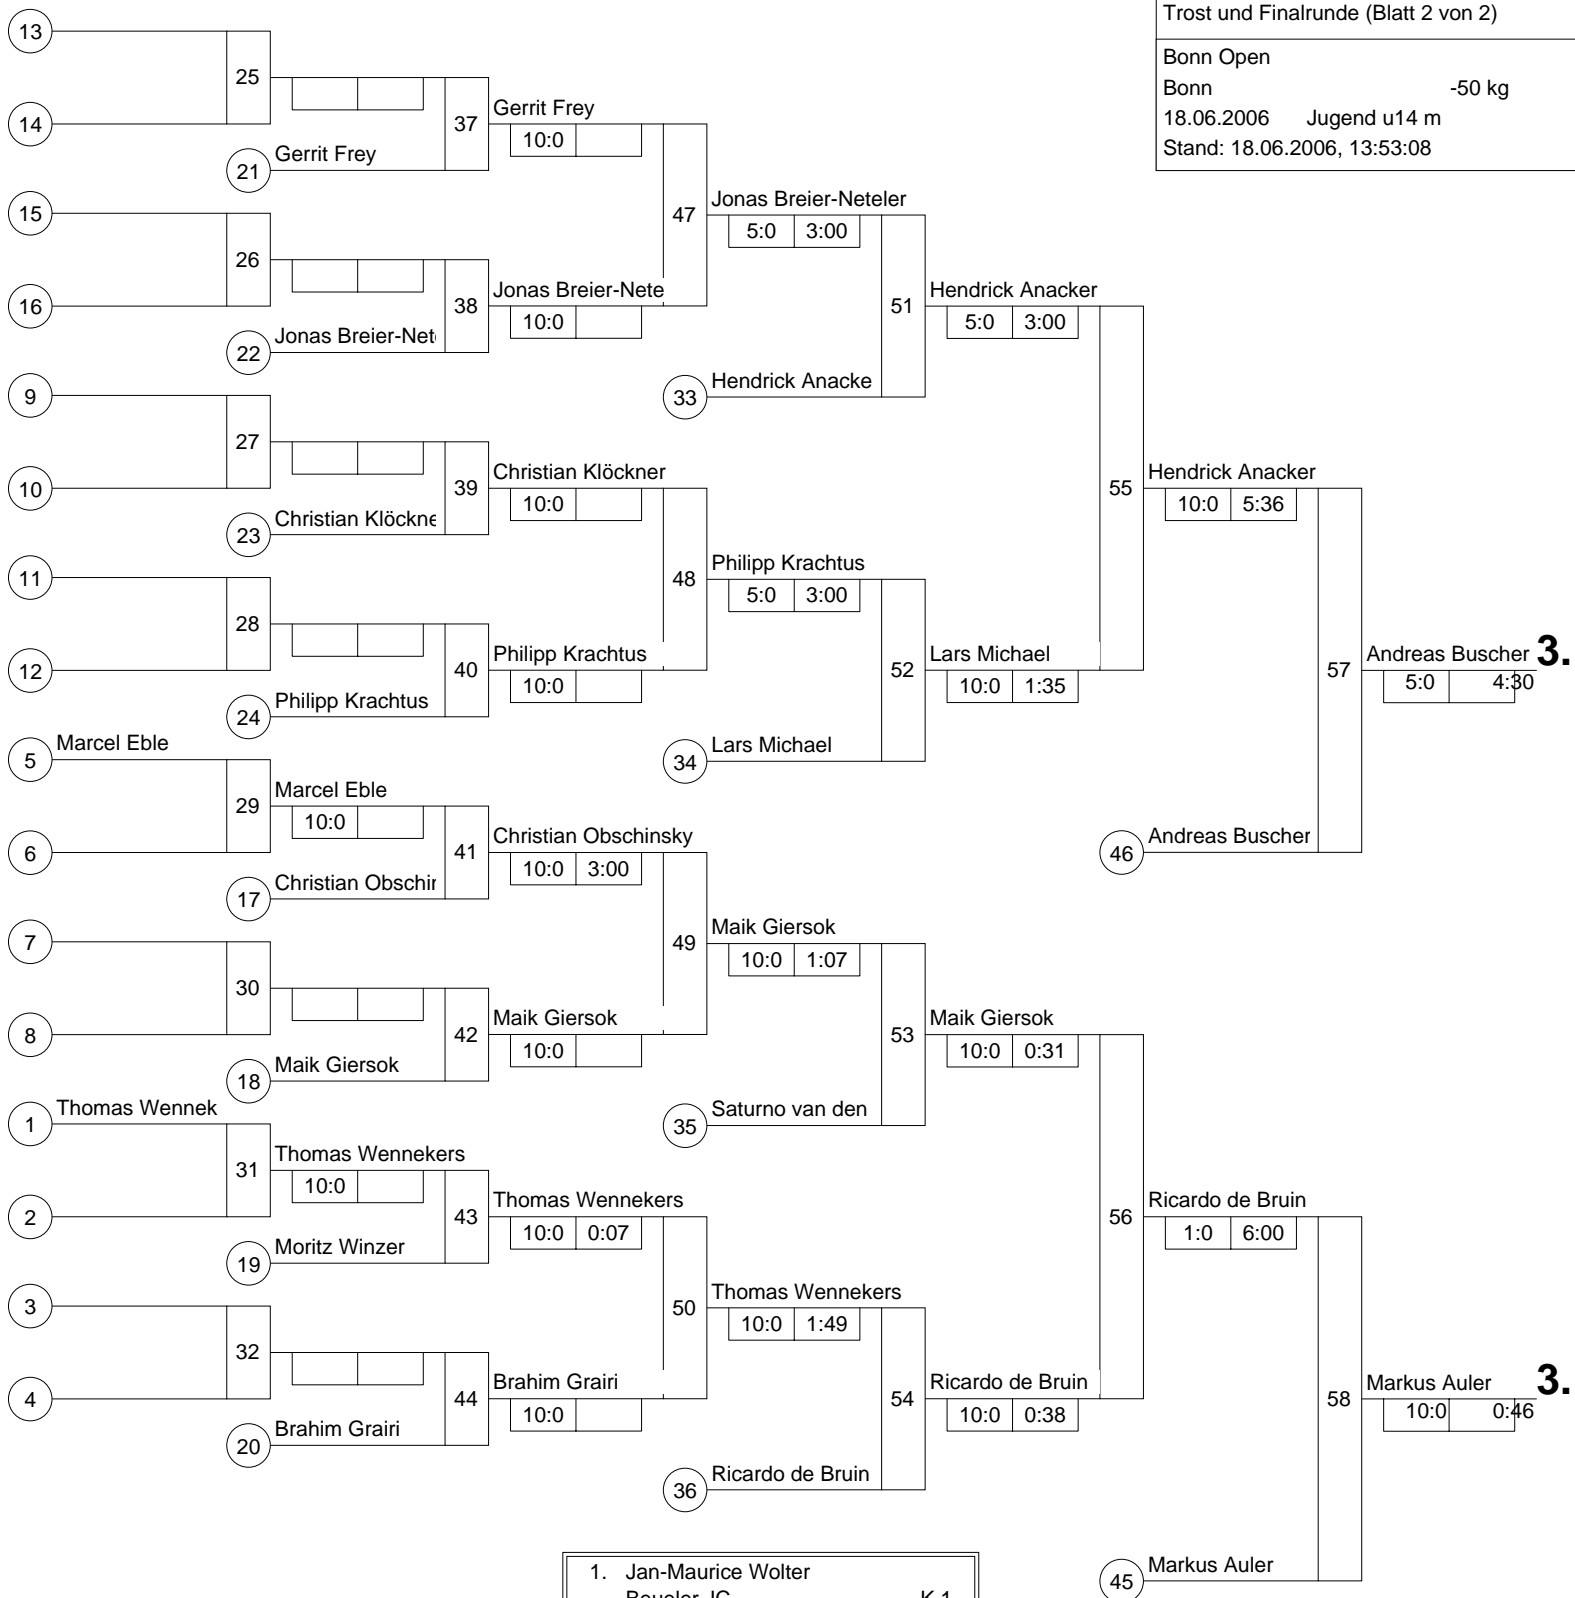 Trost und Finalrunde (Blatt 2 von 2)
Bonn Open
Bonn -50 kg
18.06.2006 Jugend u14 m
Stand: 18.06.2006, 13:53:08
13
25
14
37
Gerrit Frey
10:0
21
Gerrit Frey
15
47
Jonas Breier-Neteler
5:0 3:00
26
16
38
Jonas Breier-Nete
10:0
22
Jonas Breier-Net
51
Hendrick Anacker
5:0 3:00
33
Hendrick Anacke
9
27
10
39
Christian Klöckner
10:0
23
Christian Klöckne
55
Hendrick Anacker
10:0 5:36
11
48
Philipp Krachtus
5:0 3:00
28
12
40
Philipp Krachtus
10:0
24
Philipp Krachtus
52
Lars Michael
10:0 1:35
34
Lars Michael
57
Andreas Buscher 3.
5:0 4:30
46
Andreas Buscher
5
Marcel Eble
29
Marcel Eble
10:0
6
41
Christian Obschinsky
10:0 3:00
17
Christian Obschin
7
49
Maik Giersok
10:0 1:07
30
8
42
Maik Giersok
10:0
18
Maik Giersok
53
Maik Giersok
10:0 0:31
35
Saturno van den
1
Thomas Wennek
31
Thomas Wennekers
10:0
2
43
Thomas Wennekers
10:0 0:07
19
Moritz Winzer
56
Ricardo de Bruin
1:0 6:00
3
50
Thomas Wennekers
10:0 1:49
32
4
44
Brahim Grairi
10:0
20
Brahim Grairi
54
Ricardo de Bruin
10:0 0:38
36
Ricardo de Bruin
58
Markus Auler 3.
10:0 0:46
45
Markus Auler
1. Jan-Maurice Wolter
Beueler JC K 1